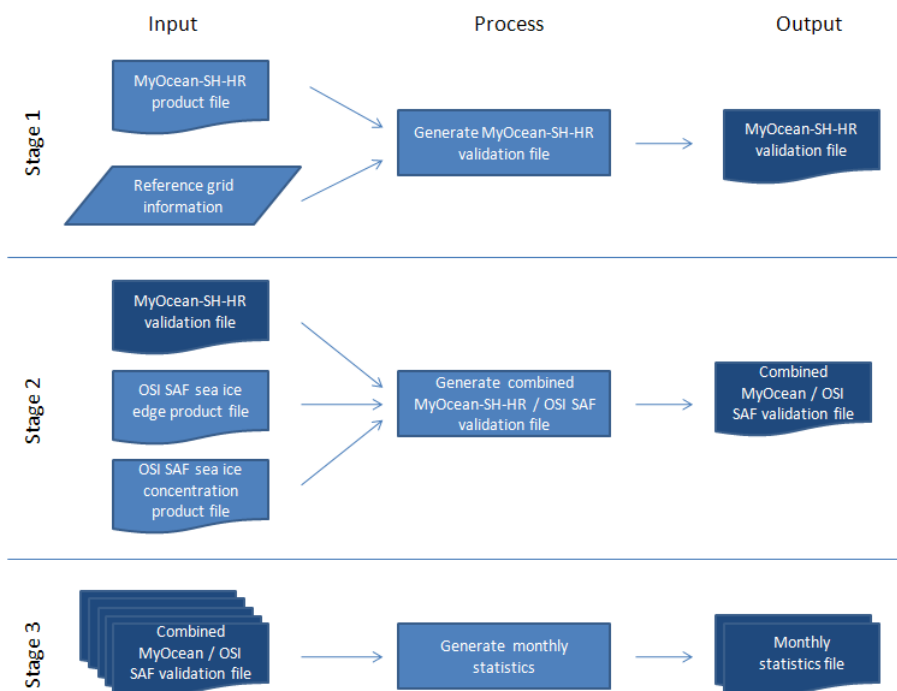 Input
Process
Output
Stage 1
MyOcean-SH-HR
product file
Reference grid
information
Generate MyOcean-SH-HR
validation file
MyOcean-SH-HR
validation file
Stage 2
MyOcean-SH-HR
validation file
OSI SAF sea ice
edge product file
OSI SAF sea ice
concentration
product file
Generate combined
MyOcean-SH-HR / OSI SAF
validation file
Combined
MyOcean / OSI
SAF validation file
Stage 3
Combined
MyOcean / OSI
SAF validation file
Generate monthly
statistics
Monthly
statistics file